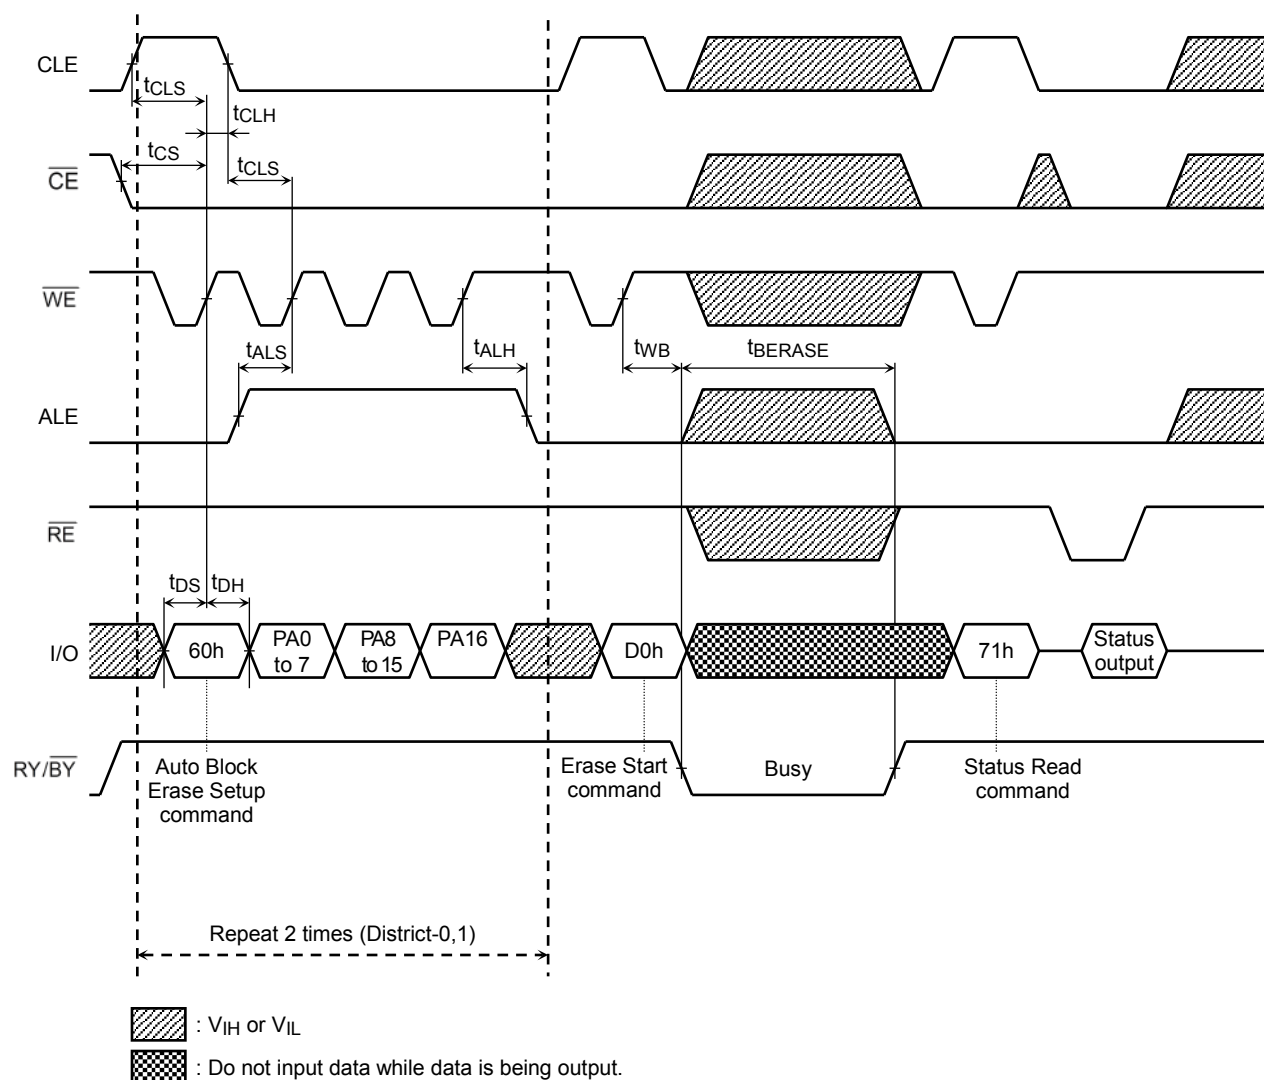 CLE
tCLS
tCLH
tCS
tCLS
CE
WE
tALS
tALH
tWB
tBERASE
ALE
RE
tDS
tDH
I/O
60h
PA0
to 7
PA8
to 15
PA16
D0h
71h
Status
output
RY/BY
Auto Block
Erase Setup
command
Erase Start
command
Busy
Status Read
command
Repeat 2 times (District-0,1)
: VIH or VIL
: Do not input data while data is being output.